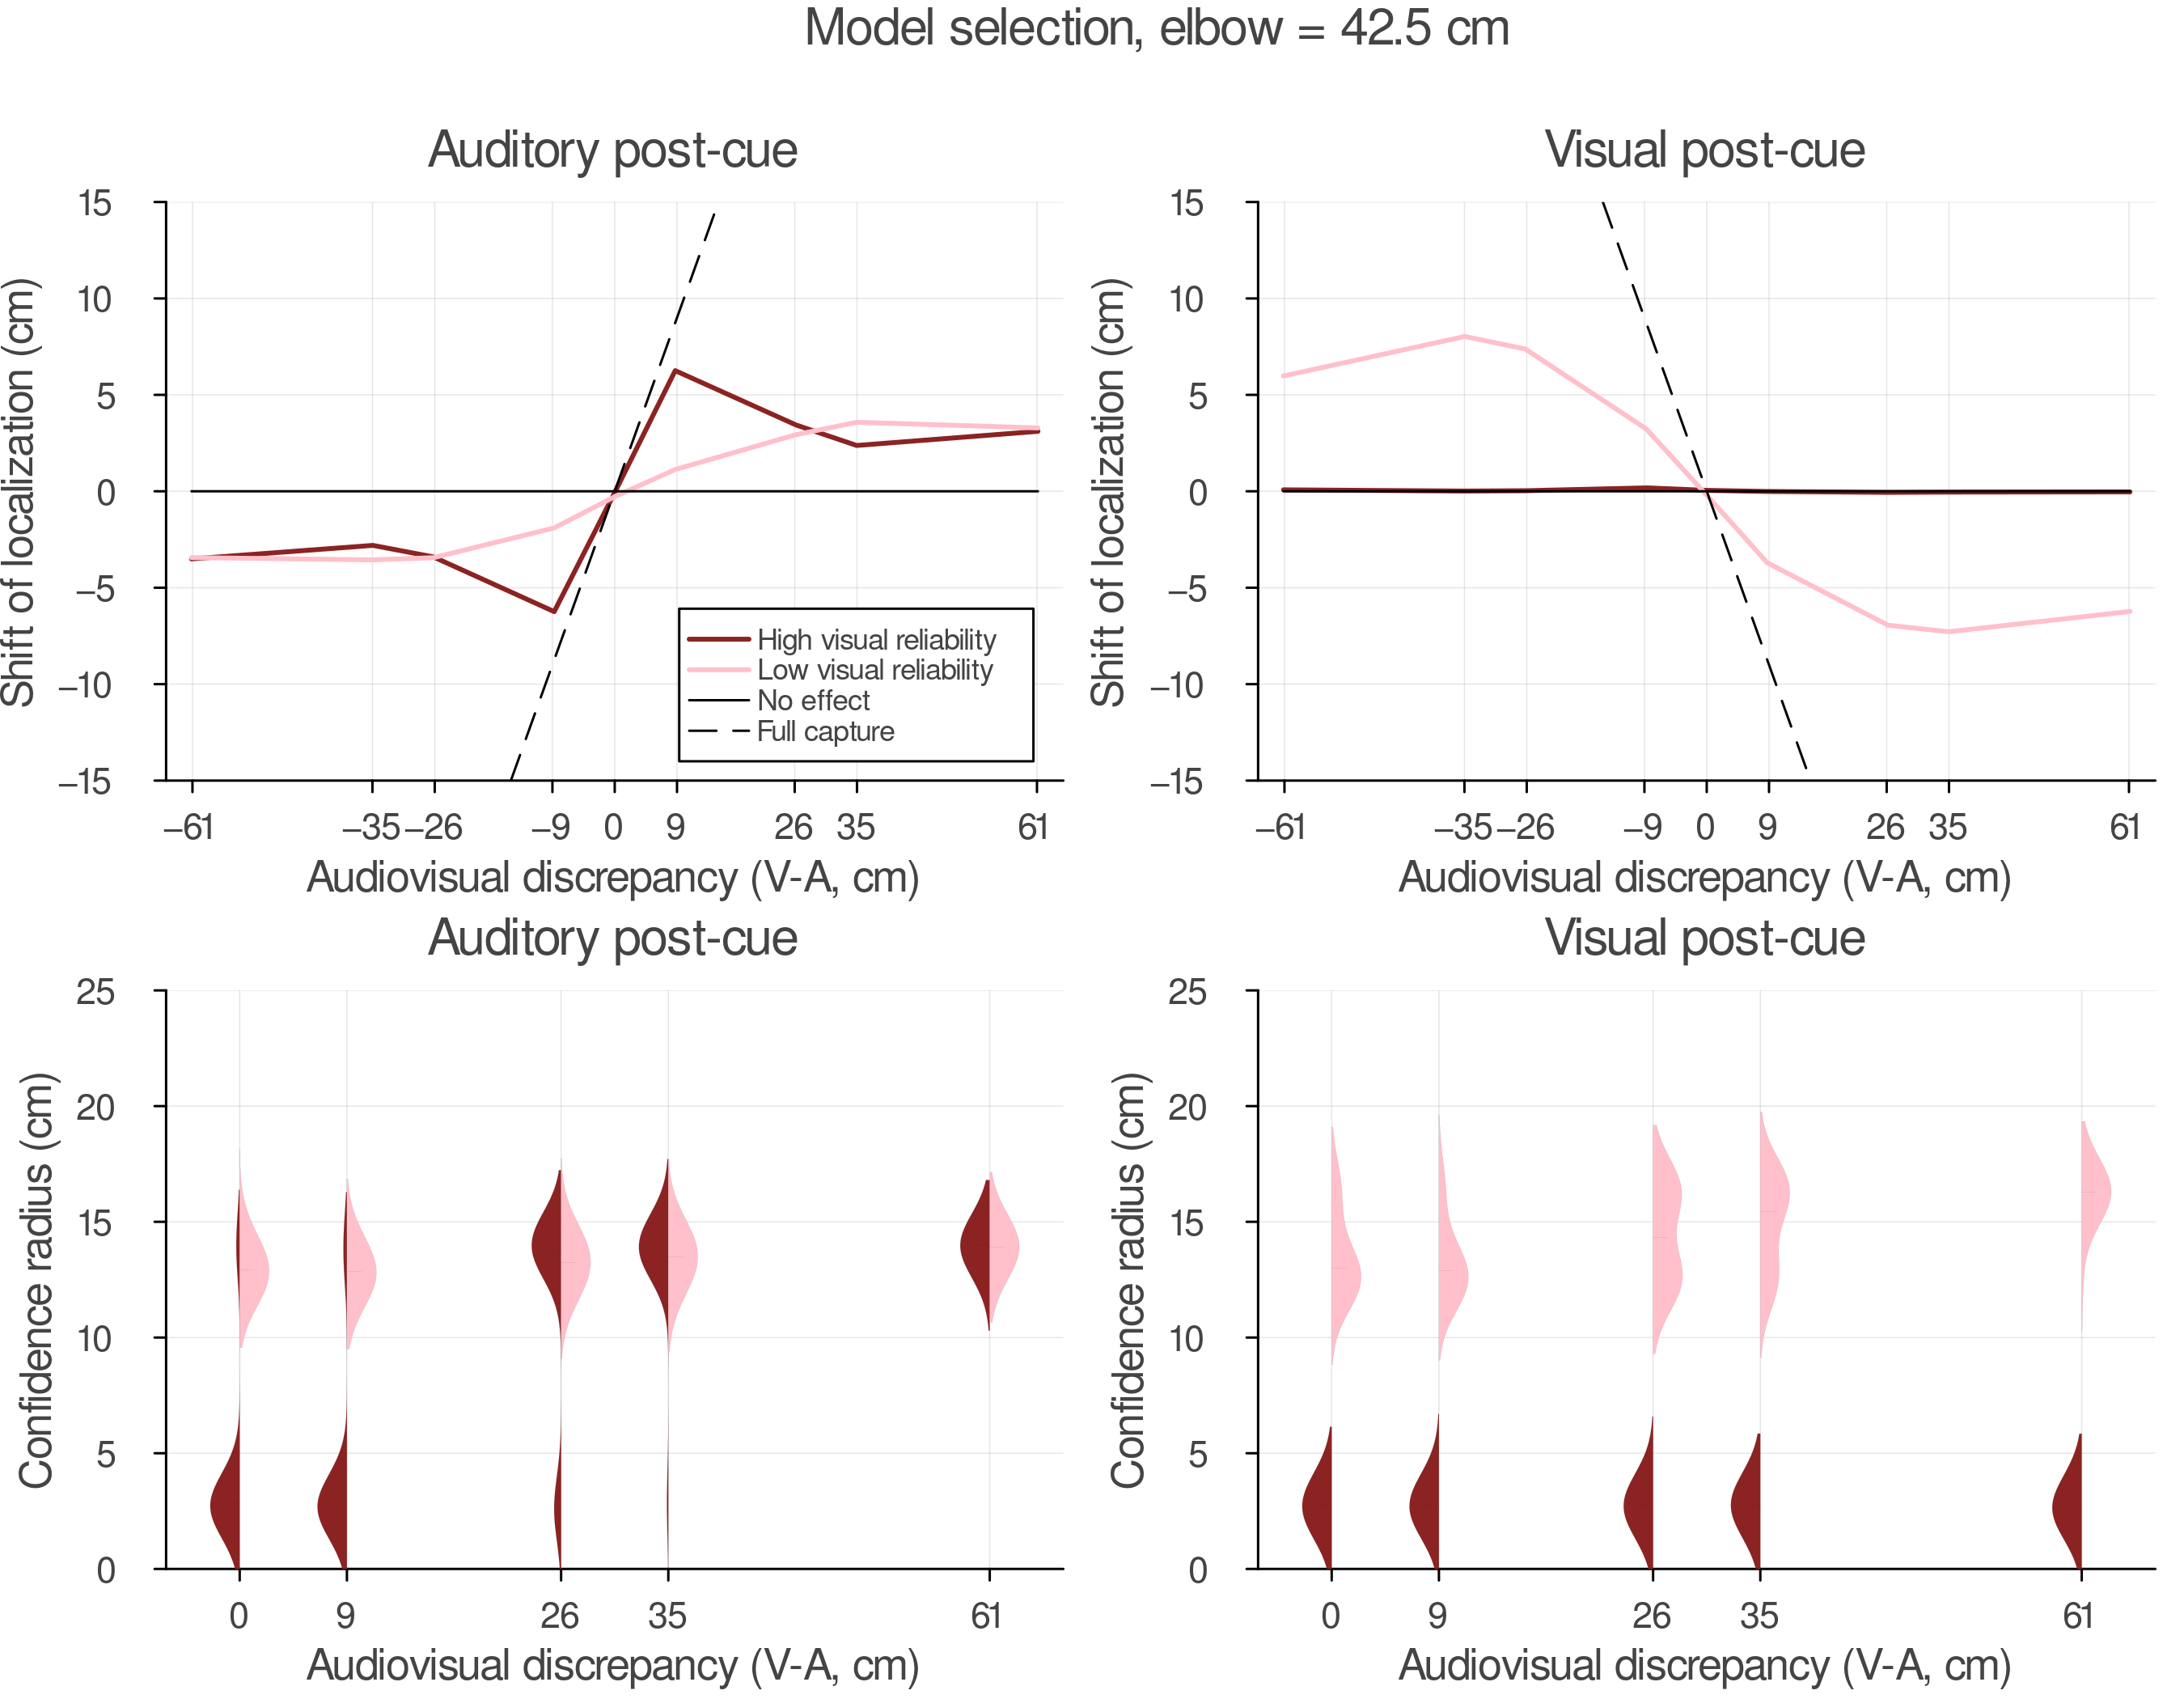 Model selection, elbow = 42.5 cm
Auditory post-cue
15
10
5
0
−5
−10
−15
Shift of localization (cm)
High visual reliability
Low visual reliability
No effect
Full capture
−61 −35 −26 −9 0 9 26 35 61
Audiovisual discrepancy (V-A, cm)
Visual post-cue
15
10
5
0
−5
−10
−15
Shift of localization (cm)
−61 −35 −26 −9 0 9 26 35 61
Audiovisual discrepancy (V-A, cm)
Auditory post-cue
25
20
15
10
5
0
Confidence radius (cm)
0 9 26 35 61
Audiovisual discrepancy (V-A, cm)
Visual post-cue
25
20
15
10
5
0
Confidence radius (cm)
0 9 26 35 61
Audiovisual discrepancy (V-A, cm)